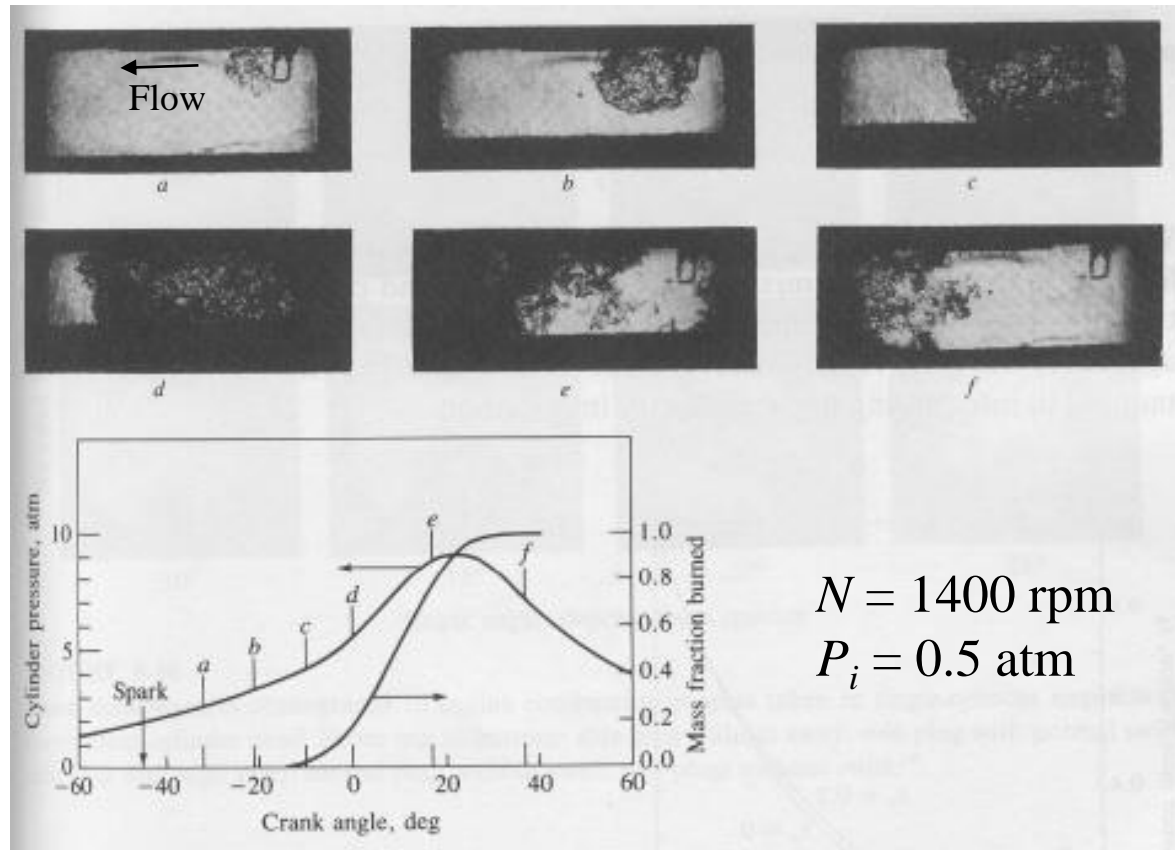 Flow
a
b
c
d
e
f
Cylinder pressure, atm
10
5
0
Spark
a
b
c
d
e
f
1.0
0.8
0.6
0.4
0.2
0.0
Mass fraction burned
-60
-40
-20
0
20
40
60
Crank angle, deg
N = 1400 rpm
P_i = 0.5 atm